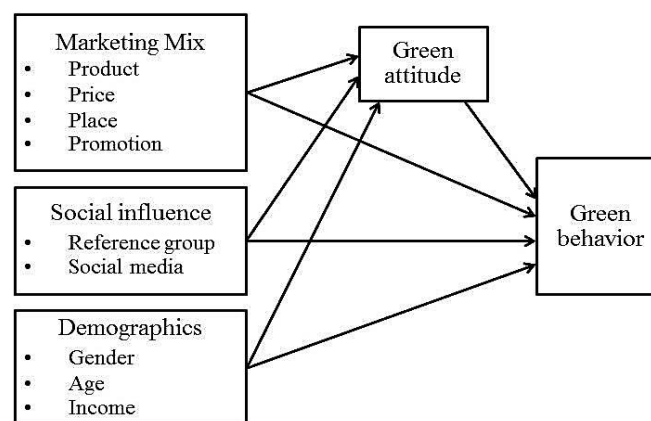 Marketing Mix
• Product
• Price
• Place
• Promotion
Social influence
• Reference group
• Social media
Demographics
• Gender
• Age
• Income
Green
attitude
Green
behavior